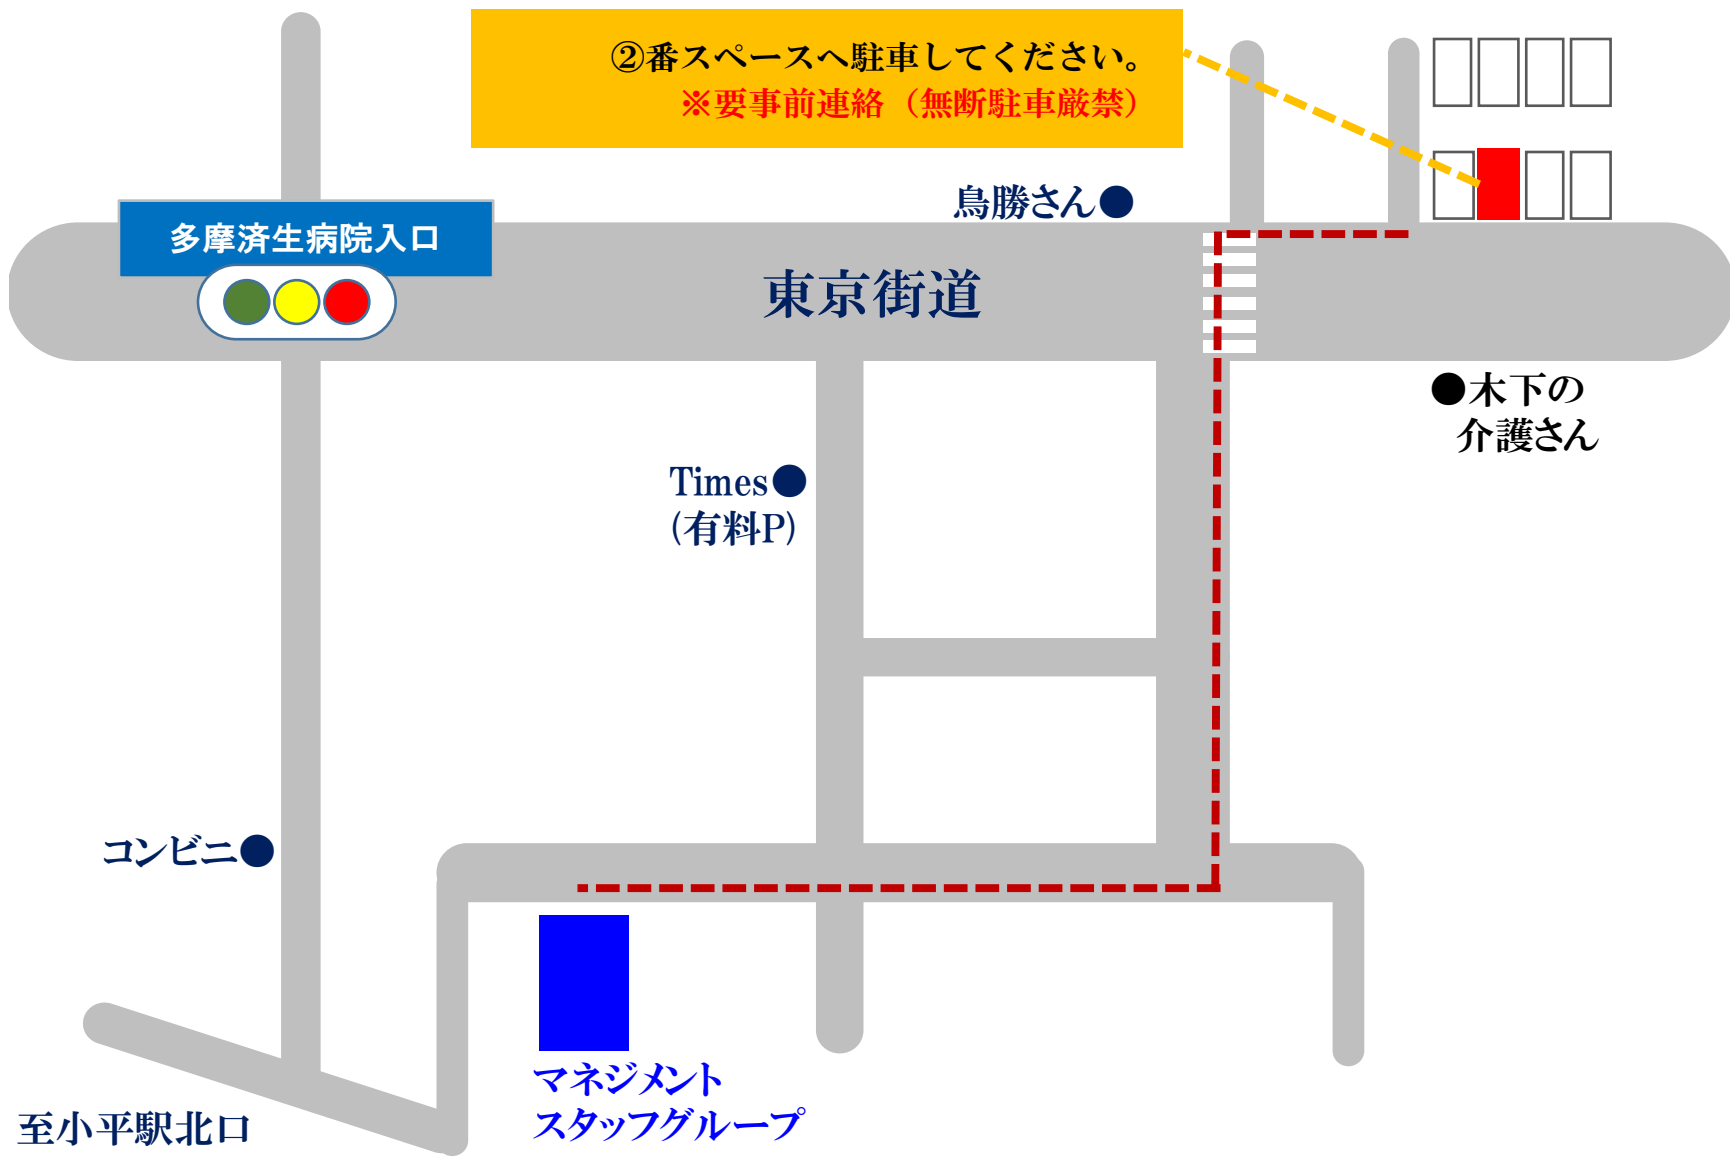 ②番スペースへ駐車してください。
※要事前連絡（無断駐車厳禁）
鳥勝さん●
多摩済生病院入口
東京街道
●木下の
介護さん
Times●
(有料P)
コンビニ●
マネジメント
スタッフグループ
至小平駅北口